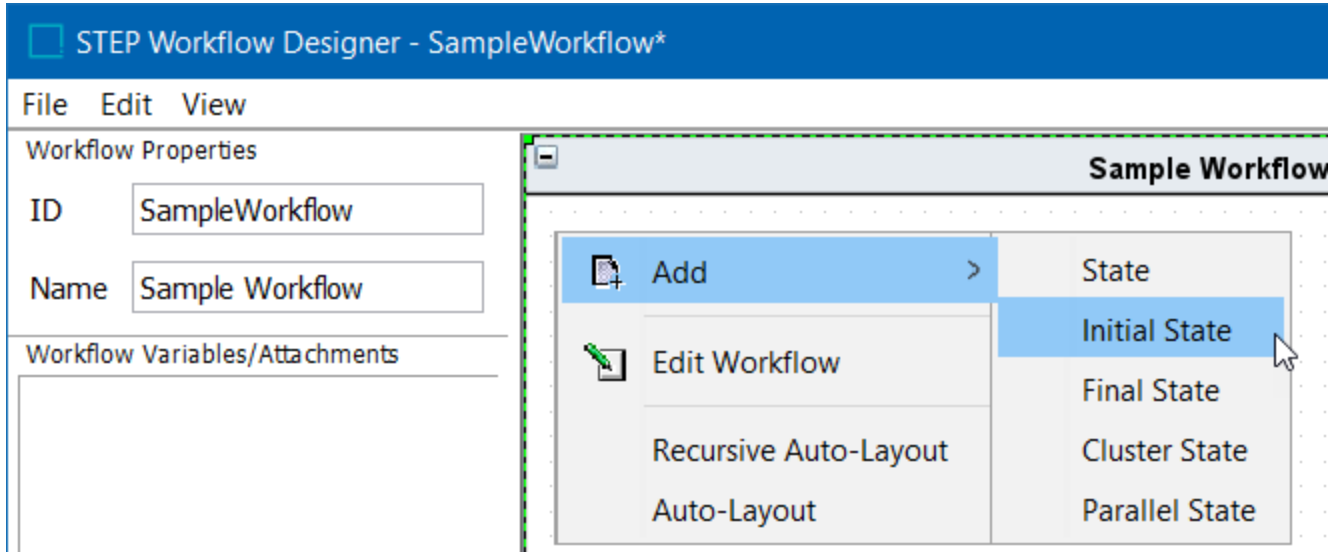 STEP Workflow Designer - SampleWorkflow*
File Edit View
Workflow Properties
ID SampleWorkflow
Name Sample Workflow
Workflow Variables/Attachments
Sample Workflow
Add >
Edit Workflow
Recursive Auto-Layout
Auto-Layout
State
Initial State
Final State
Cluster State
Parallel State